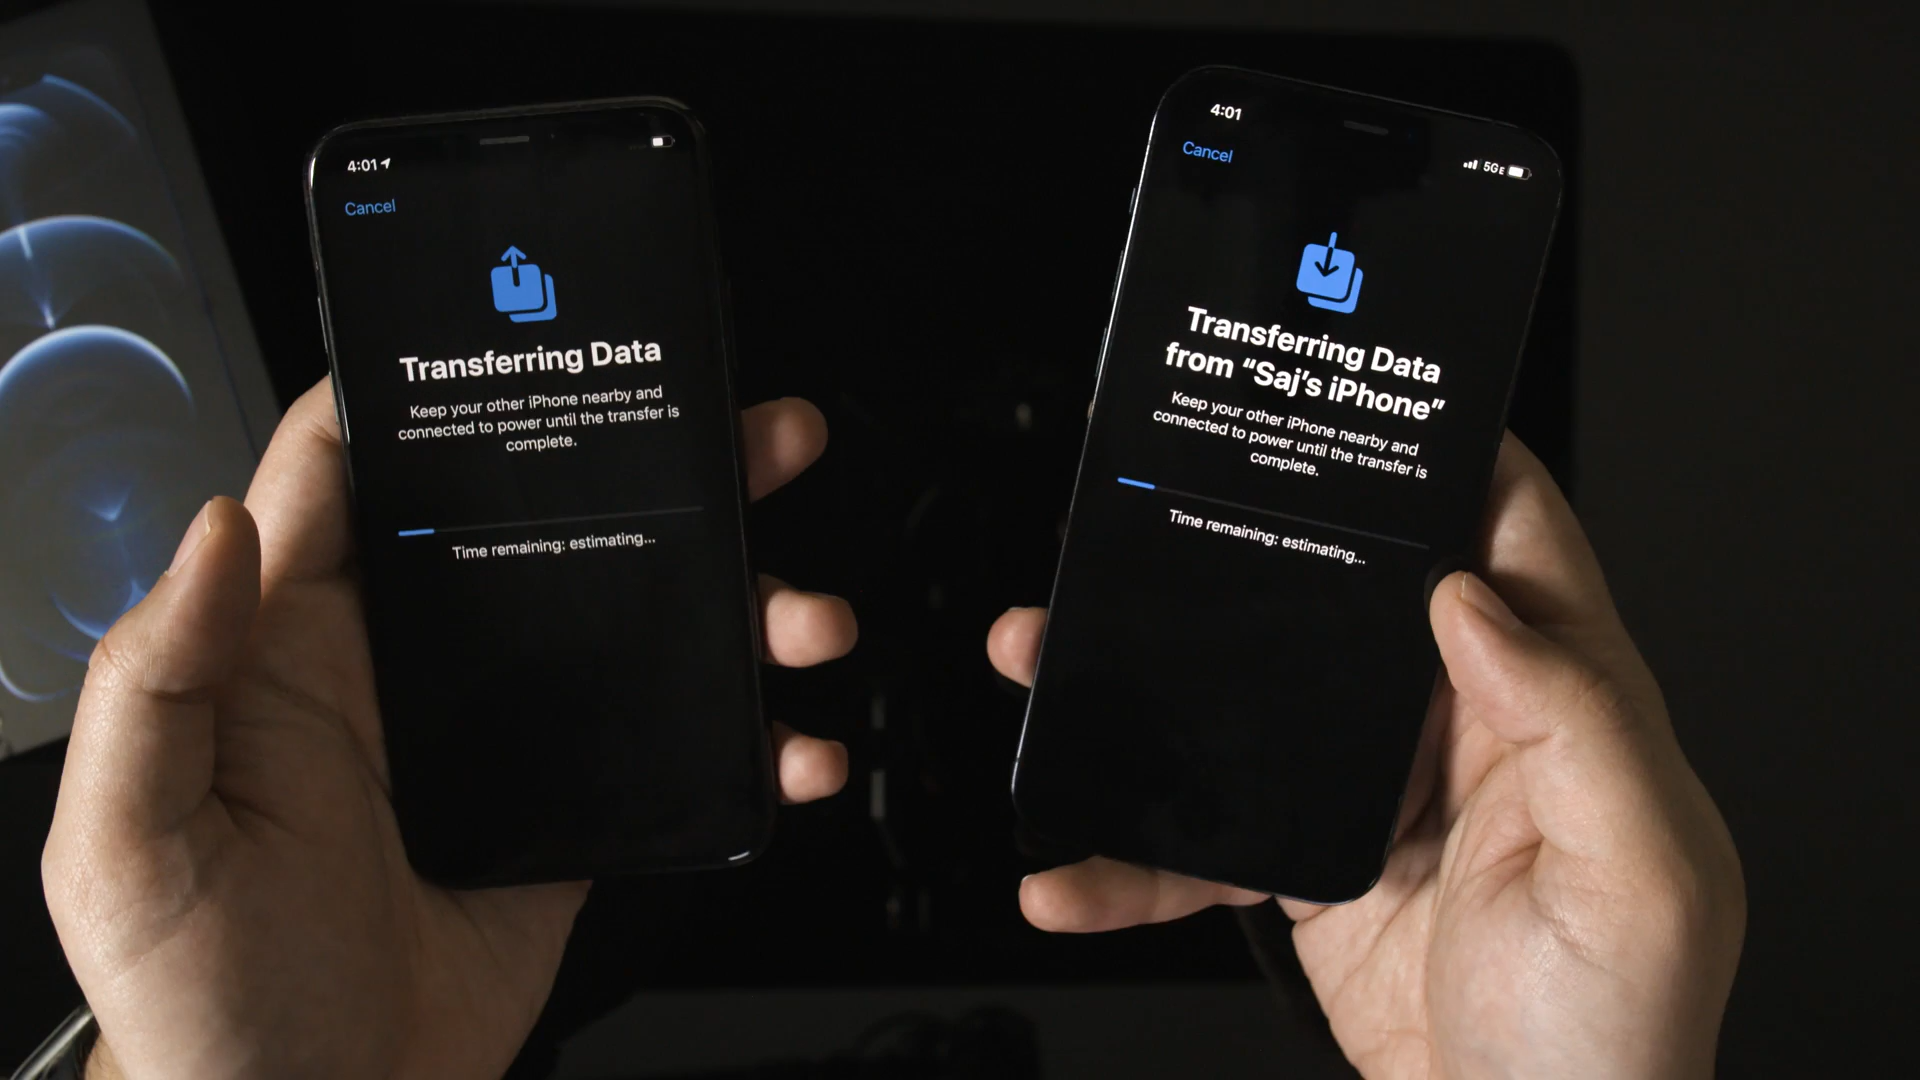 4:01
Cancel
Transferring Data
Keep your other iPhone nearby and
connected to power until the transfer is
complete.
Time remaining: estimating...
4:01
5GE
Cancel
Transferring Data
from “Saj’s iPhone”
Keep your other iPhone nearby and
connected to power until the transfer is
complete.
Time remaining: estimating...